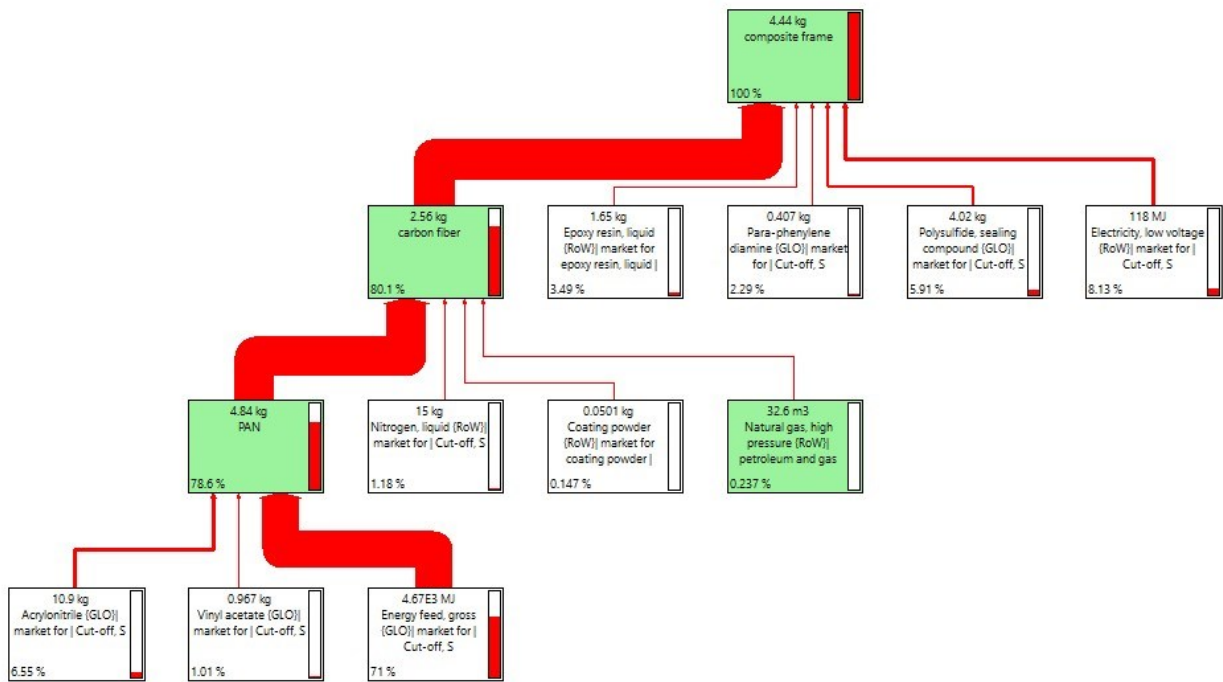 4.44 kg
composite frame
100 %
2.56 kg
carbon fiber
80.1 %
1.65 kg
Epoxy resin, liquid
{RoW}| market for
epoxy resin, liquid |
3.49 %
0.407 kg
Para-phenylene
diamine {GLO}| market
for | Cut-off, S
2.29 %
4.02 kg
Polysulfide, sealing
compound {GLO}|
market for | Cut-off, S
5.91 %
118 MJ
Electricity, low voltage
{RoW}| market for |
Cut-off, S
8.13 %
4.84 kg
PAN
78.6 %
15 kg
Nitrogen, liquid {RoW}|
market for | Cut-off, S
1.18 %
0.0501 kg
Coating powder
{RoW}| market for
coating powder |
0.147 %
32.6 m3
Natural gas, high
pressure {RoW}|
petroleum and gas
0.237 %
10.9 kg
Acrylonitrile {GLO}|
market for | Cut-off, S
6.55 %
0.967 kg
Vinyl acetate {GLO}|
market for | Cut-off, S
1.01 %
4.67E3 MJ
Energy feed, gross
{GLO}| market for |
Cut-off, S
71 %